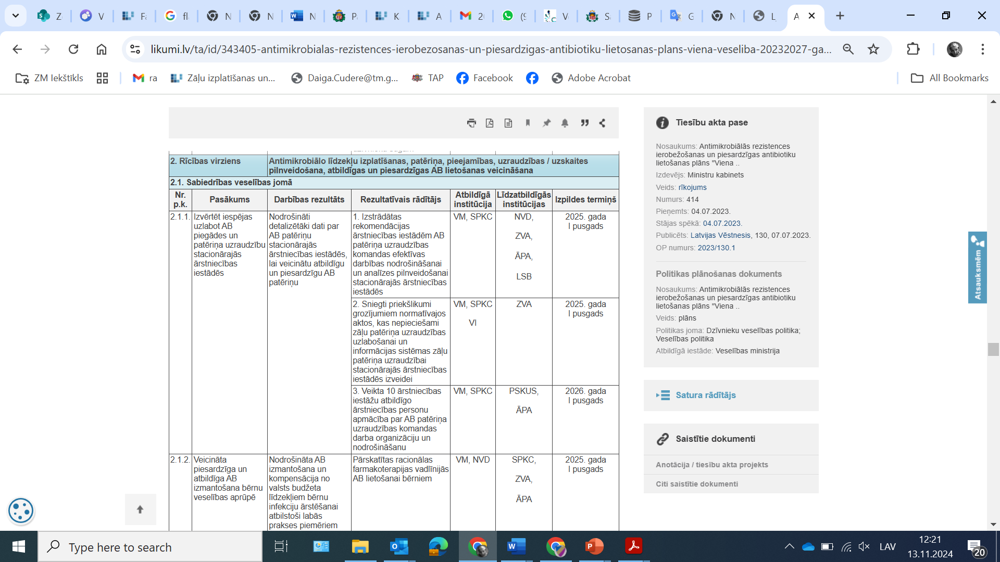 Z
V
Fa
fl
N
N
N
Pa
K
A
20
(9
V
Sa
P
G
N
L
A
likumi.lv/ta/id/343405-antimikrobialas-rezistences-ierobezosanas-un-piesardzigas-antibiotiku-lietosanas-plans-viena-veseliba-20232027-ga...
ZM Iekštīkls
ra
Zāļu izplatīšanas un...
Daiga.Cudere@tm.g...
TAP
Facebook
Adobe Acrobat
All Bookmarks
2. Rīcības virziens
Antimikrobiālo līdzekļu izplatīšanas, patēriņa, pieejamības, uzraudzības / uzskaites
pilnveidošana, atbildīgas un piesardzīgas AB lietošanas veicināšana
2.1. Sabiedrības veselības jomā
Nr.
p.k.
Pasākums
Darbības rezultāts
Rezultatīvais rādītājs
Atbildīgā
institūcija
Līdzatbildīgās
institūcijas
Izpildes termiņš
2.1.1.
Izvērtēt iespējas
uzlabot AB
piegādes un
patēriņa uzraudzību
stacionārajās
ārstniecības
iestādēs
Nodrošināti
detalizētāki dati par
AB patēriņu
stacionārajās
ārstniecības iestādēs,
lai veicinātu atbildīgu
un piesardzīgu AB
patēriņu
1. Izstrādātas
rekomendācijas
ārstniecības iestādēm AB
patēriņa uzraudzības
komandas efektīvas
darbības nodrošināšanai
un analīzes pilnveidošanai
stacionārajās ārstniecības
iestādēs
VM, SPKC
NVD,
ZVA,
ĀPA,
LSB
2025. gada
I pusgads
2. Sniegti priekšlikumi
grozījumiem normatīvajos
aktos, kas nepieciešami
zāļu patēriņa uzraudzības
uzlabošanai un
informācijas sistēmas zāļu
patēriņa uzraudzībai
stacionārajās ārstniecības
iestādēs izveidei
VM, SPKC
VI
ZVA
2025. gada
I pusgads
3. Veikta 10 ārstniecības
iestāžu atbildīgo
ārstniecības personu
apmācība par AB patēriņa
uzraudzības komandas
darba organizāciju un
nodrošināšanu
VM, SPKC
PSKUS,
ĀPA
2026. gada
I pusgads
2.1.2.
Veicināta
piesardzīga un
atbildīga AB
izmantošana bērnu
veselības aprūpē
Nodrošināta AB
izmantošana un
kompensācija no
valsts budžeta
līdzekļiem bērnu
infekciju ārstēšanai
atbilstoši labās
prakses piemēriem
Pārskatītas racionālas
farmakoterapijas vadlīnijās
AB lietošanai bērniem
VM, NVD
SPKC,
ZVA,
ĀPA
2025. gada
I pusgads
Tiesību akta pase
Nosaukums: Antimikrobiālās rezistences
ierobežošanas un piesardzīgas antibiotiku
lietošanas plāns "Viena ..
Izdevējs: Ministru kabinets
Veids: rīkojums
Numurs: 414
Pieņemts: 04.07.2023.
Stājas spēkā: 04.07.2023.
Publicēts: Latvijas Vēstnesis, 130, 07.07.2023.
OP numurs: 2023/130.1
Politikas plānošanas dokuments
Nosaukums: Antimikrobiālās rezistences
ierobežošanas un piesardzīgas antibiotiku
lietošanas plāns "Viena ..
Veids: plāns
Politikas joma: Dzīvnieku veselības politika;
Veselības politika
Atbildīgā iestāde: Veselības ministrija
Satura rādītājs
Saistītie dokumenti
Anotācija / tiesību akta projekts
Citi saistītie dokumenti
Atsauksmēm
Type here to search
LAV
12:21
13.11.2024
20